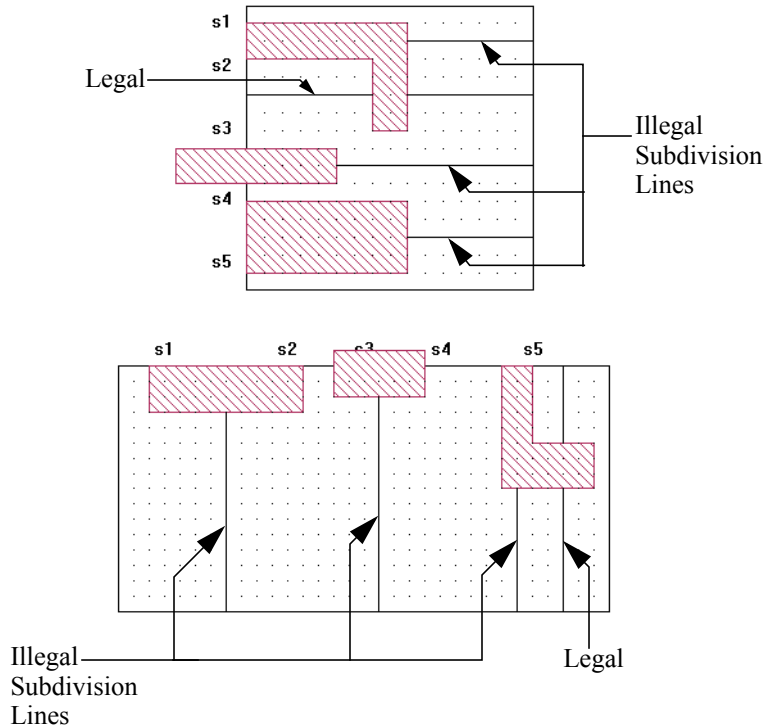 s1
s2
Legal
s3
Illegal
Subdivision
Lines
s4
s5
s1 s2 s3 s4 s5
Illegal
Subdivision
Lines
Legal